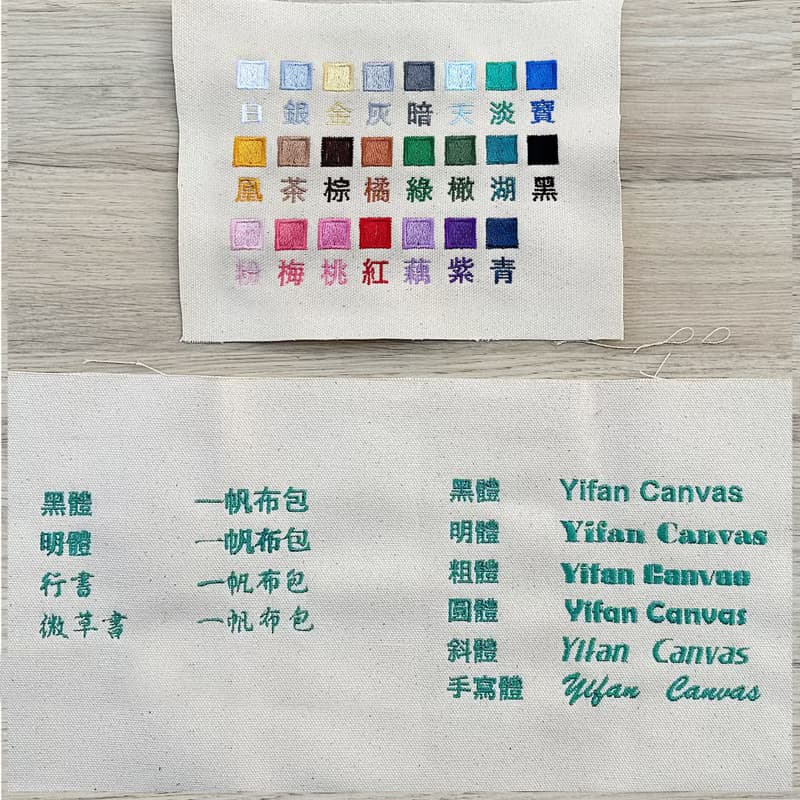 白 銀 金 灰 暗 天 淡 寶
凰 茶 棕 橘 綠 橄 湖 黑
粉 梅 桃 紅 藕 紫 青
黑體 一帆布包
明體 一帆布包
行書 一帆布包
微草書 一帆布包
黑體 Yifan Canvas
明體 Yifan Canvas
粗體 Yifan Canvas
圓體 Yifan Canvas
斜體 Yifan Canvas
手寫體 Yifan Canvas